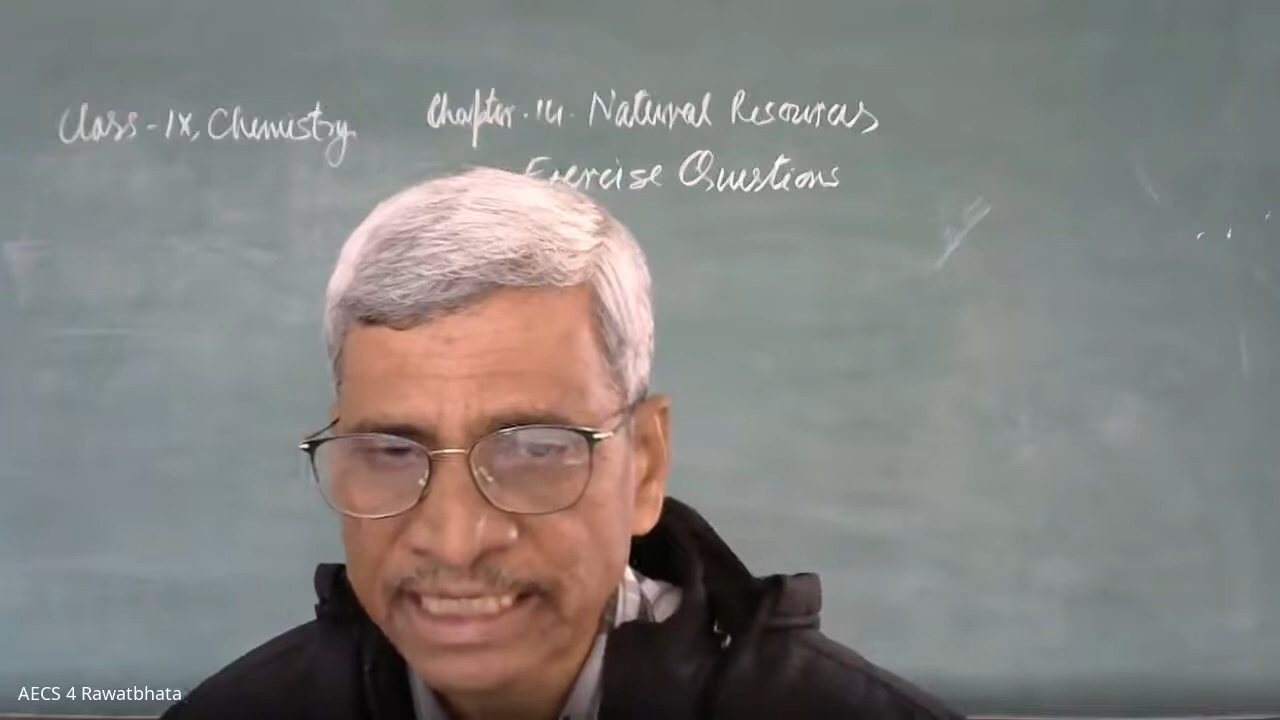 Class-IX, Chemistry
Chapter-14. Natural Resources
Exercise Questions
AECS 4 Rawatbhata